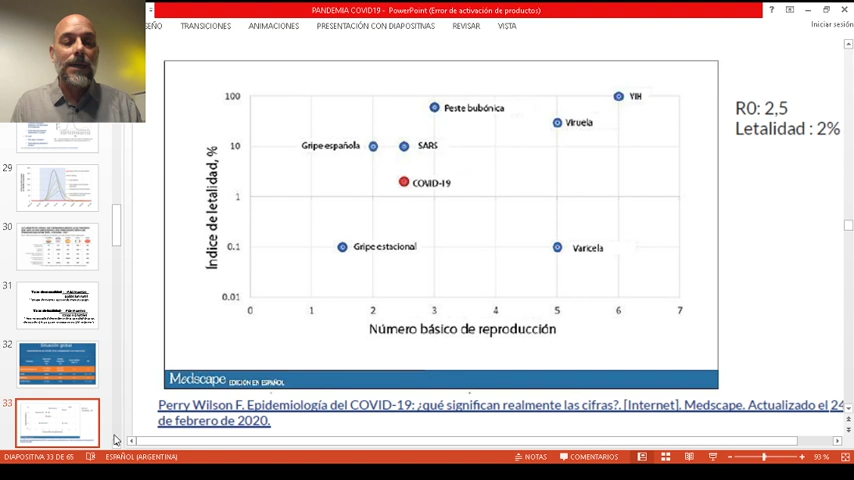 PANDEMIA COVID19 - PowerPoint (Error de activación de productos)
SEÑO TRANSICIONES ANIMACIONES PRESENTACIÓN CON DIAPOSITIVAS REVISAR VISTA
Iniciar sesión
29
30
31
32
Situación global
33
100
10
1
0.1
0.01
Índice de letalidad, %
Peste bubónica
VIH
Viruela
Gripe española
SARS
COVID-19
Gripe estacional
Varicela
0 1 2 3 4 5 6 7
Número básico de reproducción
Medscape EDICIÓN EN ESPAÑOL
R0: 2,5
Letalidad : 2%
Perry Wilson F. Epidemiología del COVID-19: ¿qué significan realmente las cifras?. [Internet]. Medscape. Actualizado el 24
de febrero de 2020.
DIAPOSITIVA 33 DE 65 ESPAÑOL (ARGENTINA) NOTAS COMENTARIOS 93 %